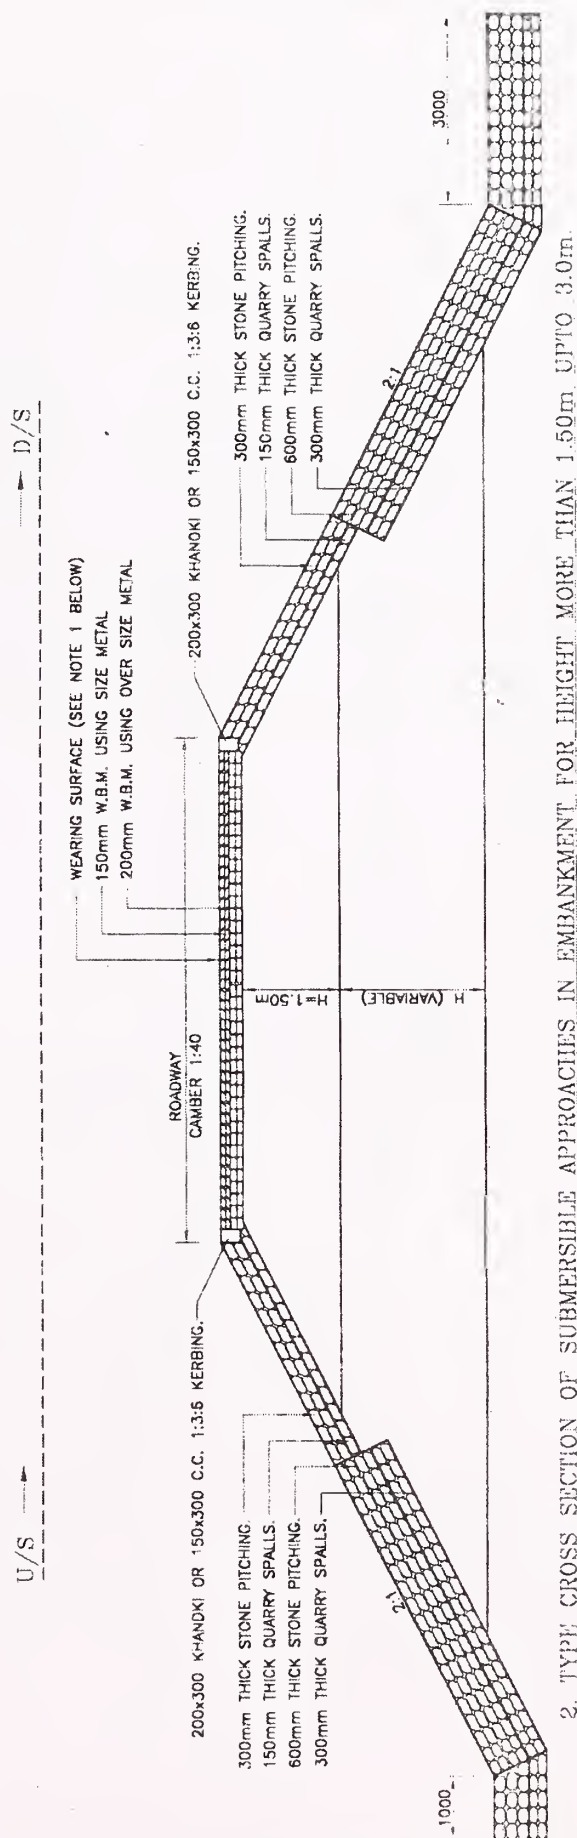 U/S
D/S
WEARING SURFACE (SEE NOTE 1 BELOW)
150mm W.B.M. USING SIZE METAL
200mm W.B.M. USING OVER SIZE METAL
ROADWAY
CAMBER 1:40
200x300 KHANDKI OR 150x300 C.C. 1:3:6 KERBING.
300mm THICK STONE PITCHING.
150mm THICK QUARRY SPALLS.
600mm THICK STONE PITCHING.
300mm THICK QUARRY SPALLS.
200x300 KHANDKI OR 150x300 C.C. 1:3:6 KERBING.
300mm THICK STONE PITCHING.
150mm THICK QUARRY SPALLS.
600mm THICK STONE PITCHING.
300mm THICK QUARRY SPALLS.
H=1.50m
H (VARIABLE)
2:1
2:1
1000
3000
2. TYPE CROSS SECTION OF SUBMERSIBLE APPROACHES IN EMBANKMENT FOR HEIGHT MORE THAN 1.50m UPTO 3.0m.